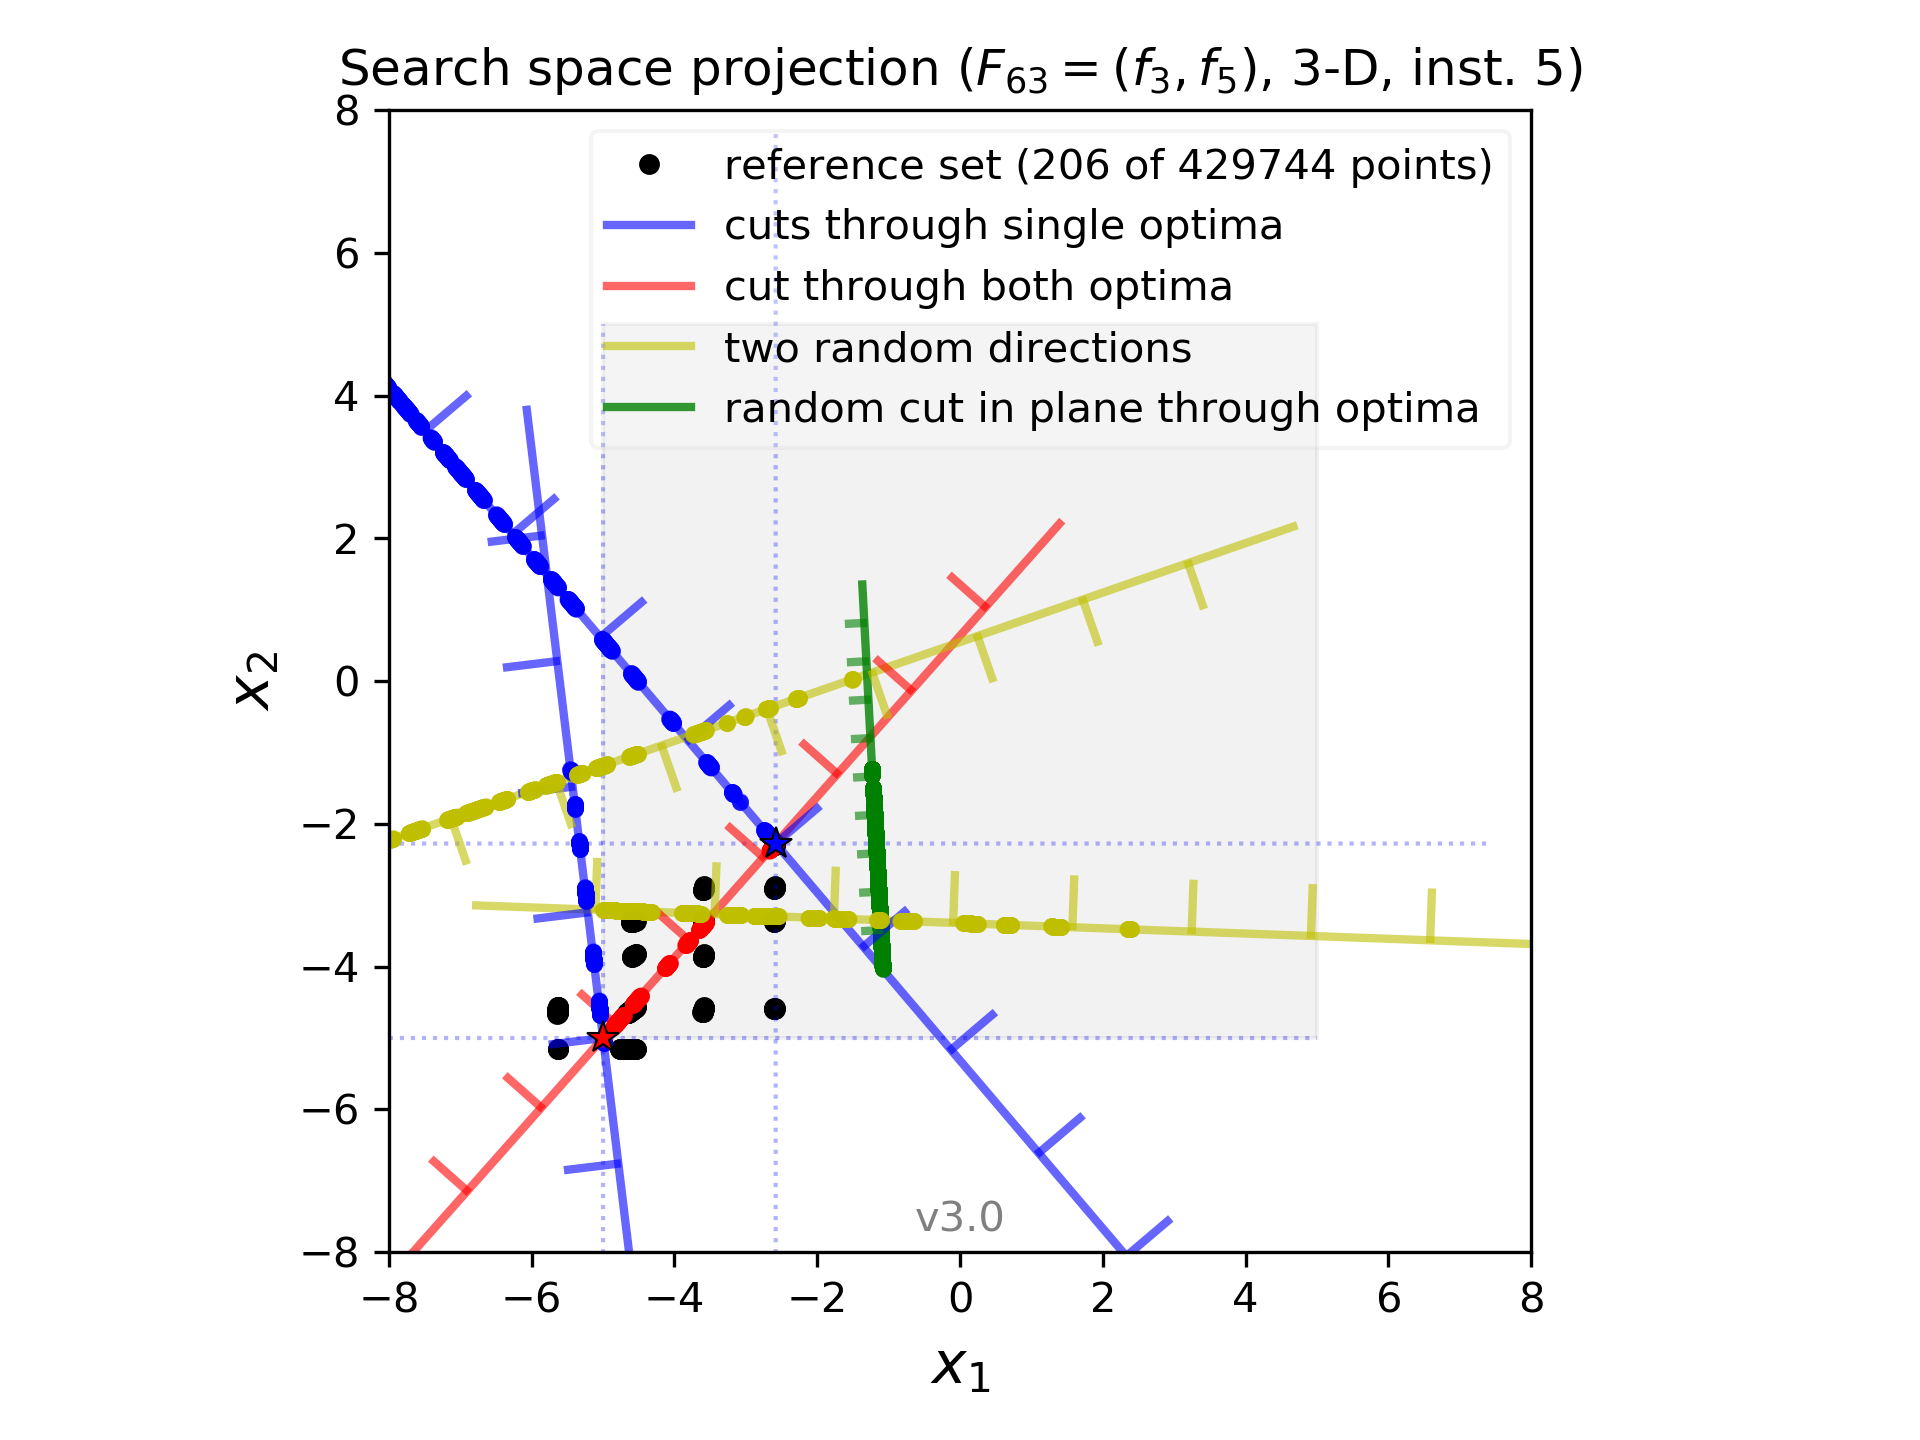 Search space projection (F63 = (f3, f5), 3-D, inst. 5)
reference set (206 of 429744 points)
cuts through single optima
cut through both optima
two random directions
random cut in plane through optima
8
6
4
2
0
−2
−4
−6
−8
x2
v3.0
−8 −6 −4 −2 0 2 4 6 8
x1